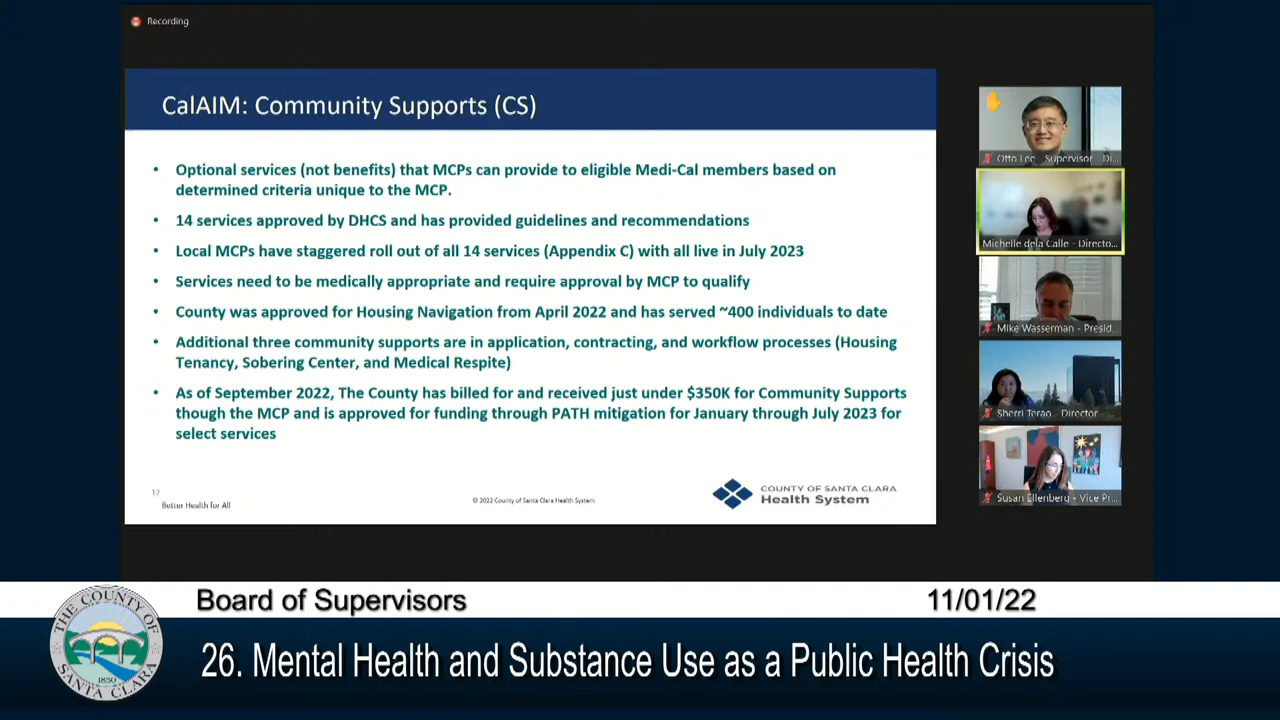 Recording
CalAIM: Community Supports (CS)
• Optional services (not benefits) that MCPs can provide to eligible Medi-Cal members based on
determined criteria unique to the MCP.
• 14 services approved by DHCS and has provided guidelines and recommendations
• Local MCPs have staggered roll out of all 14 services (Appendix C) with all live in July 2023
• Services need to be medically appropriate and require approval by MCP to qualify
• County was approved for Housing Navigation from April 2022 and has served ~400 individuals to date
• Additional three community supports are in application, contracting, and workflow processes (Housing
Tenancy, Sobering Center, and Medical Respite)
• As of September 2022, The County has billed for and received just under $350K for Community Supports
though the MCP and is approved for funding through PATH mitigation for January through July 2023 for
select services
Better Health for All
© 2022 County of Santa Clara Health System
COUNTY OF SANTA CLARA
Health System
Otto Lee - Supervisor - Di...
Michelle dela Calle - Directo...
Mike Wasserman - Presid...
Sherri Terao - Director - ...
Susan Ellenberg - Vice Pr...
Board of Supervisors
11/01/22
26. Mental Health and Substance Use as a Public Health Crisis
THE COUNTY OF
SANTA CLARA
1850